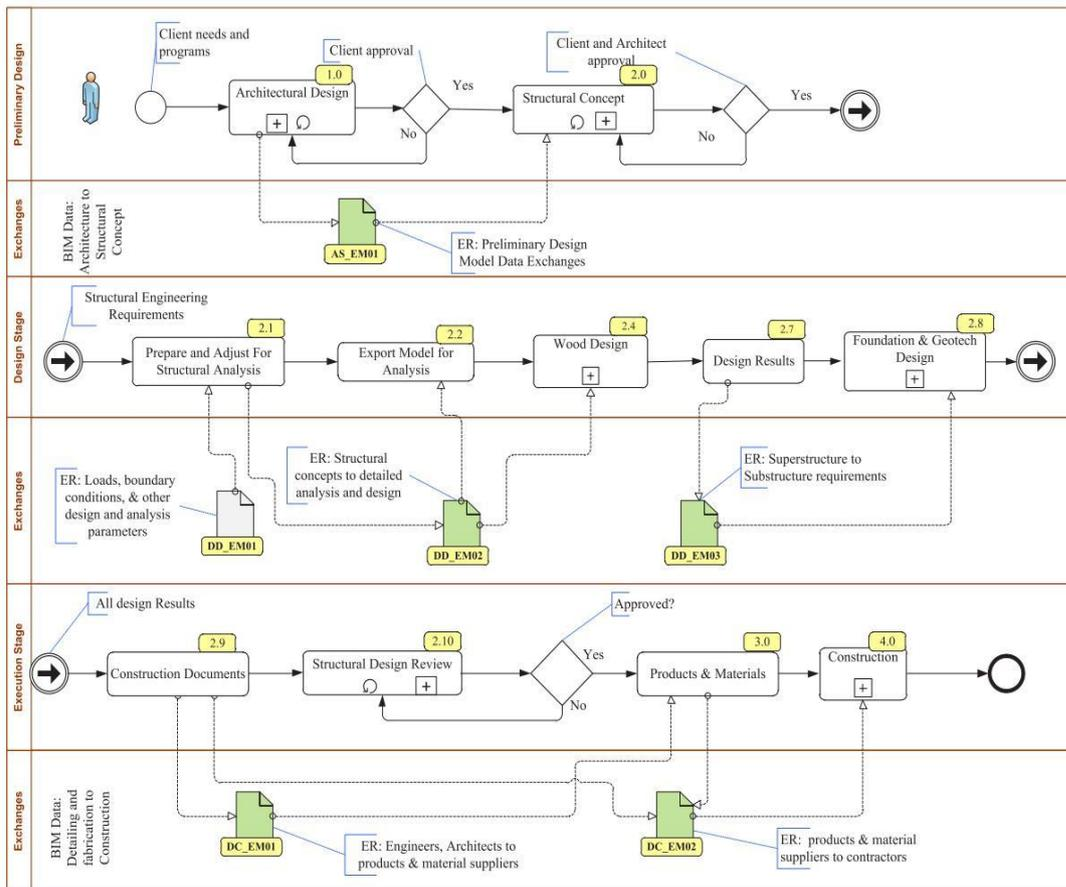 Preliminary Design
Client needs and
programs
Client approval
1.0
Architectural Design
Yes
No
Client and Architect
approval
2.0
Structural Concept
Yes
No
Exchanges
BIM Data:
Architecture to
Structural
Concept
AS_EM01
ER: Preliminary Design
Model Data Exchanges
Design Stage
Structural Engineering
Requirements
2.1
Prepare and Adjust For
Structural Analysis
2.2
Export Model for
Analysis
2.4
Wood Design
2.7
Design Results
2.8
Foundation & Geotech
Design
Exchanges
ER: Loads, boundary
conditions, & other
design and analysis
parameters
DD_EM01
ER: Structural
concepts to detailed
analysis and design
DD_EM02
ER: Superstructure to
Substructure requirements
DD_EM03
Execution Stage
All design Results
2.9
Construction Documents
2.10
Structural Design Review
Approved?
Yes
No
3.0
Products & Materials
4.0
Construction
Exchanges
BIM Data:
Detailing and
fabrication to
Construction
DC_EM01
ER: Engineers, Architects to
products & material suppliers
DC_EM02
ER: products & material
suppliers to contractors